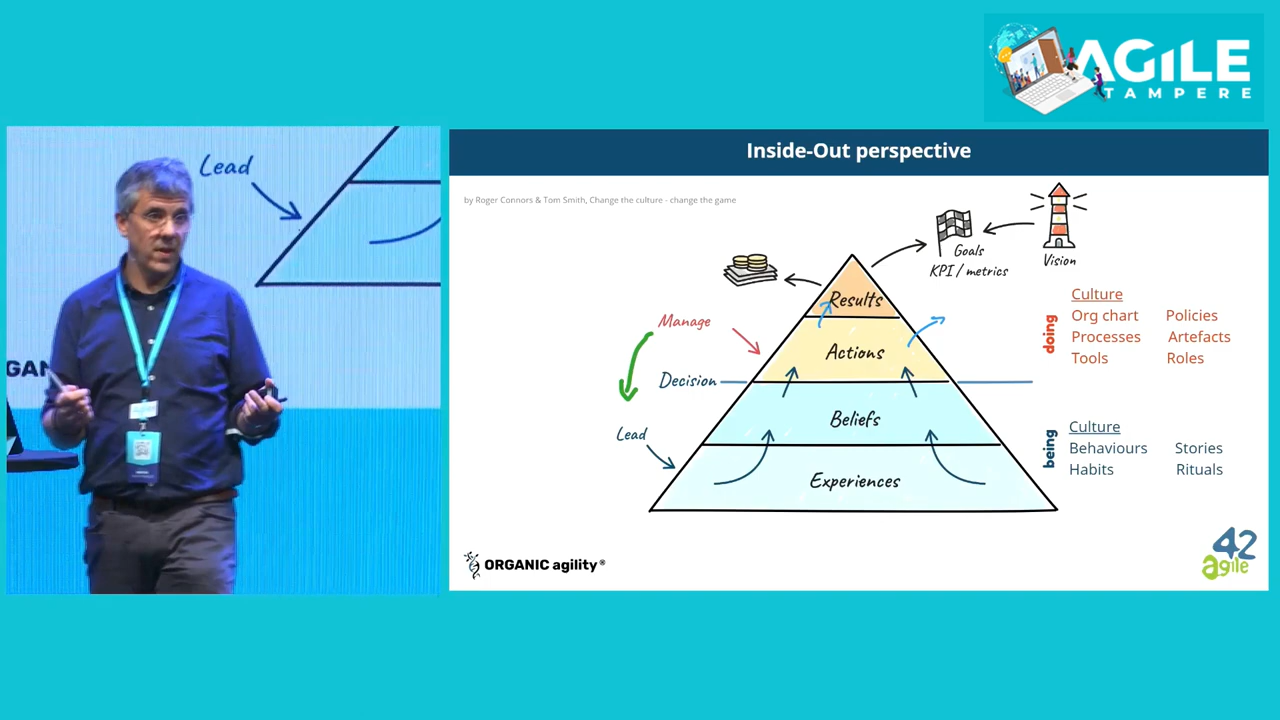 AGILE
TAMPERE
Lead
GAN
Inside-Out perspective
by Roger Connors & Tom Smith, Change the culture - change the game
Goals
KPI / metrics
Vision
Results
Manage
Actions
Decision
Beliefs
Lead
Experiences
doing
Culture
Org chart Policies
Processes Artefacts
Tools Roles
being
Culture
Behaviours Stories
Habits Rituals
ORGANIC agility®
42
agile